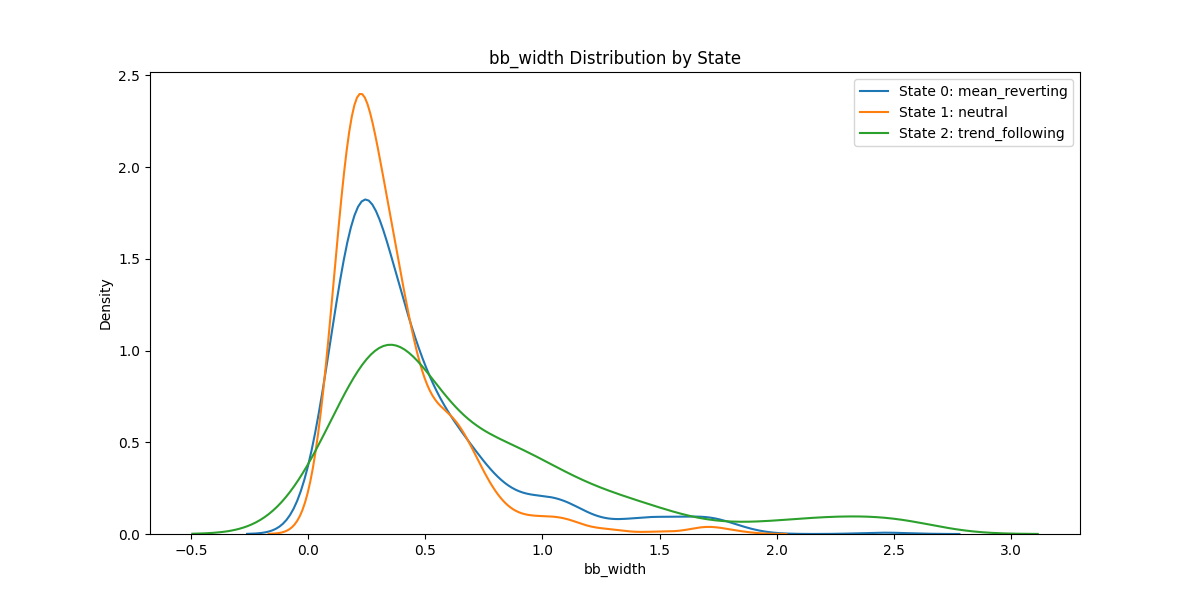 bb_width Distribution by State
State 0: mean_reverting
State 1: neutral
State 2: trend_following
Density
2.5
2.0
1.5
1.0
0.5
0.0
−0.5
0.0
0.5
1.0
1.5
2.0
2.5
3.0
bb_width